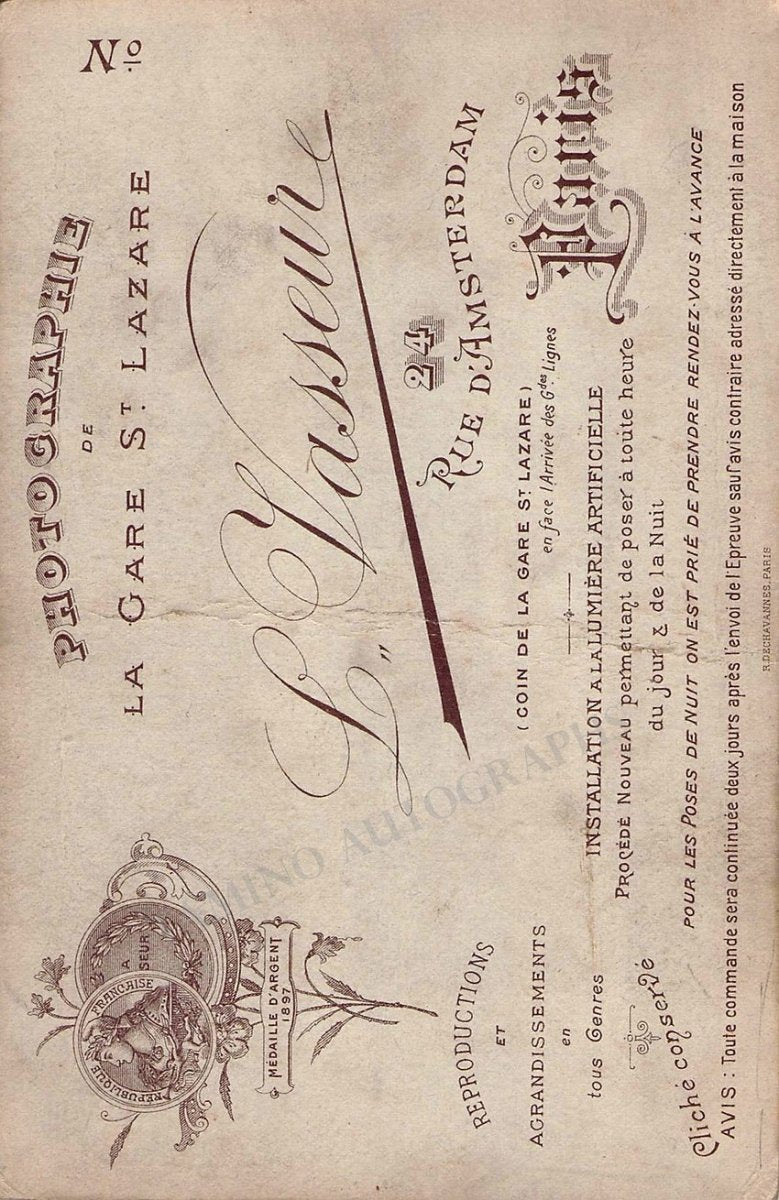 Nº
PHOTOGRAPHIE
DE
LA GARE ST LAZARE
L. Vasseur
24
RUE D'AMSTERDAM
Paris
(COIN DE LA GARE ST LAZARE)
en face l'Arrivée des Gdes Lignes
INSTALLATION A LA LUMIÈRE ARTIFICIELLE
PROCÉDÉ NOUVEAU permettant de poser à toute heure
du jour & de la Nuit
POUR LES POSES DE NUIT ON EST PRIÉ DE PRENDRE RENDEZ-VOUS À L'AVANCE
RÉPUBLIQUE FRANÇAISE
A
SEUR
MÉDAILLE D'ARGENT
1897
REPRODUCTIONS
ET
AGRANDISSEMENTS
en
tous Genres
Cliché conservé
AVIS : Toute commande sera continuée deux jours après l'envoi de l'Epreuve sauf avis contraire adressé directement à la maison
R. DECHAVANNES, PARIS
MINO AUTOGRAPHS